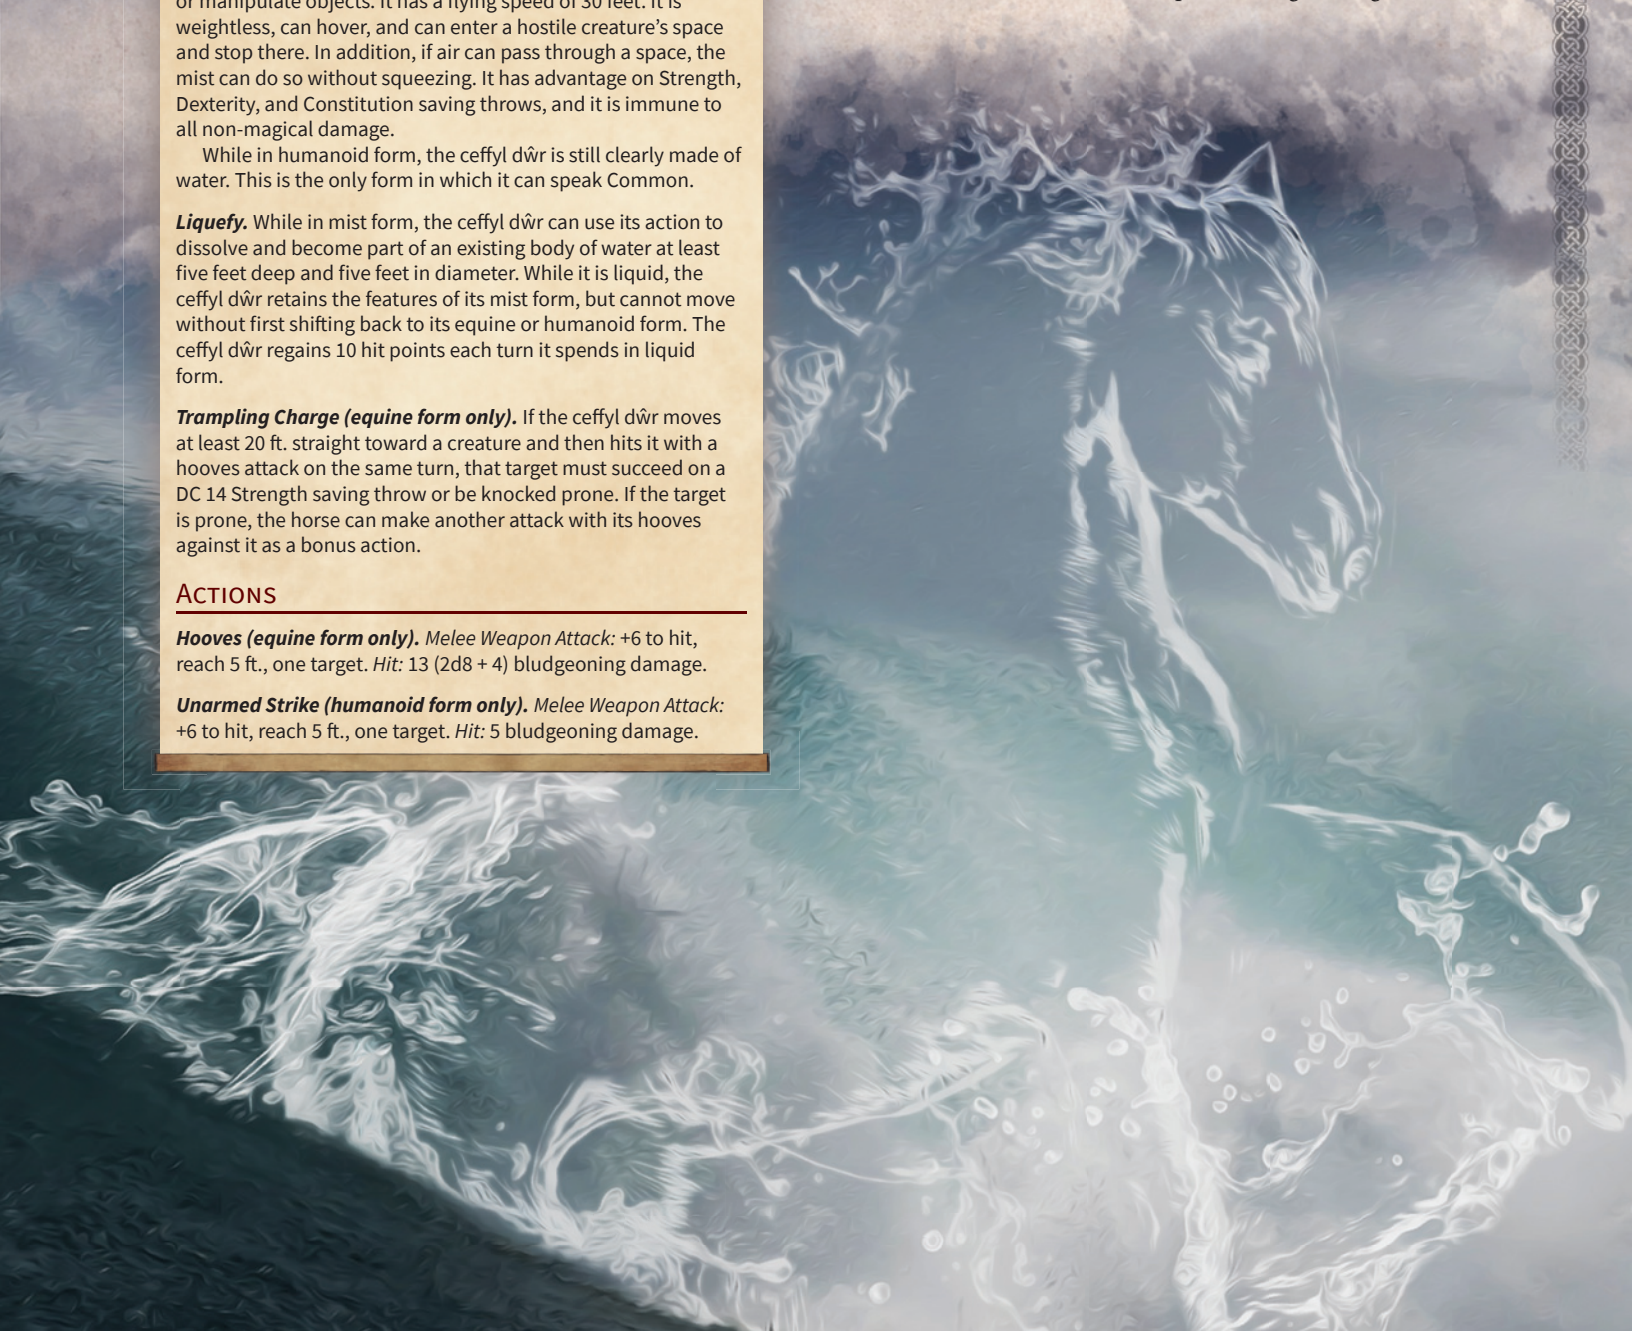 or manipulate objects. It has a flying speed of 30 feet. It is
weightless, can hover, and can enter a hostile creature’s space
and stop there. In addition, if air can pass through a space, the
mist can do so without squeezing. It has advantage on Strength,
Dexterity, and Constitution saving throws, and it is immune to
all non-magical damage.
While in humanoid form, the ceffyl dŵr is still clearly made of
water. This is the only form in which it can speak Common.
Liquefy. While in mist form, the ceffyl dŵr can use its action to
dissolve and become part of an existing body of water at least
five feet deep and five feet in diameter. While it is liquid, the
ceffyl dŵr retains the features of its mist form, but cannot move
without first shifting back to its equine or humanoid form. The
ceffyl dŵr regains 10 hit points each turn it spends in liquid
form.
Trampling Charge (equine form only). If the ceffyl dŵr moves
at least 20 ft. straight toward a creature and then hits it with a
hooves attack on the same turn, that target must succeed on a
DC 14 Strength saving throw or be knocked prone. If the target
is prone, the horse can make another attack with its hooves
against it as a bonus action.
Actions
Hooves (equine form only). Melee Weapon Attack: +6 to hit,
reach 5 ft., one target. Hit: 13 (2d8 + 4) bludgeoning damage.
Unarmed Strike (humanoid form only). Melee Weapon Attack:
+6 to hit, reach 5 ft., one target. Hit: 5 bludgeoning damage.